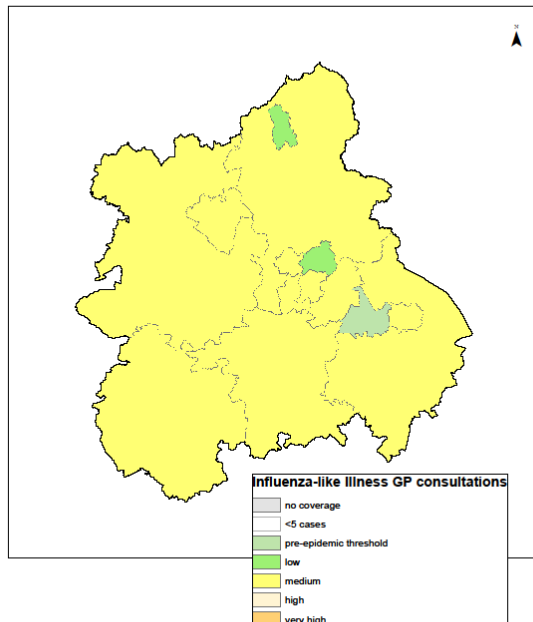 N
Influenza-like Illness GP consultations
no coverage
<5 cases
pre-epidemic threshold
low
medium
high
very high